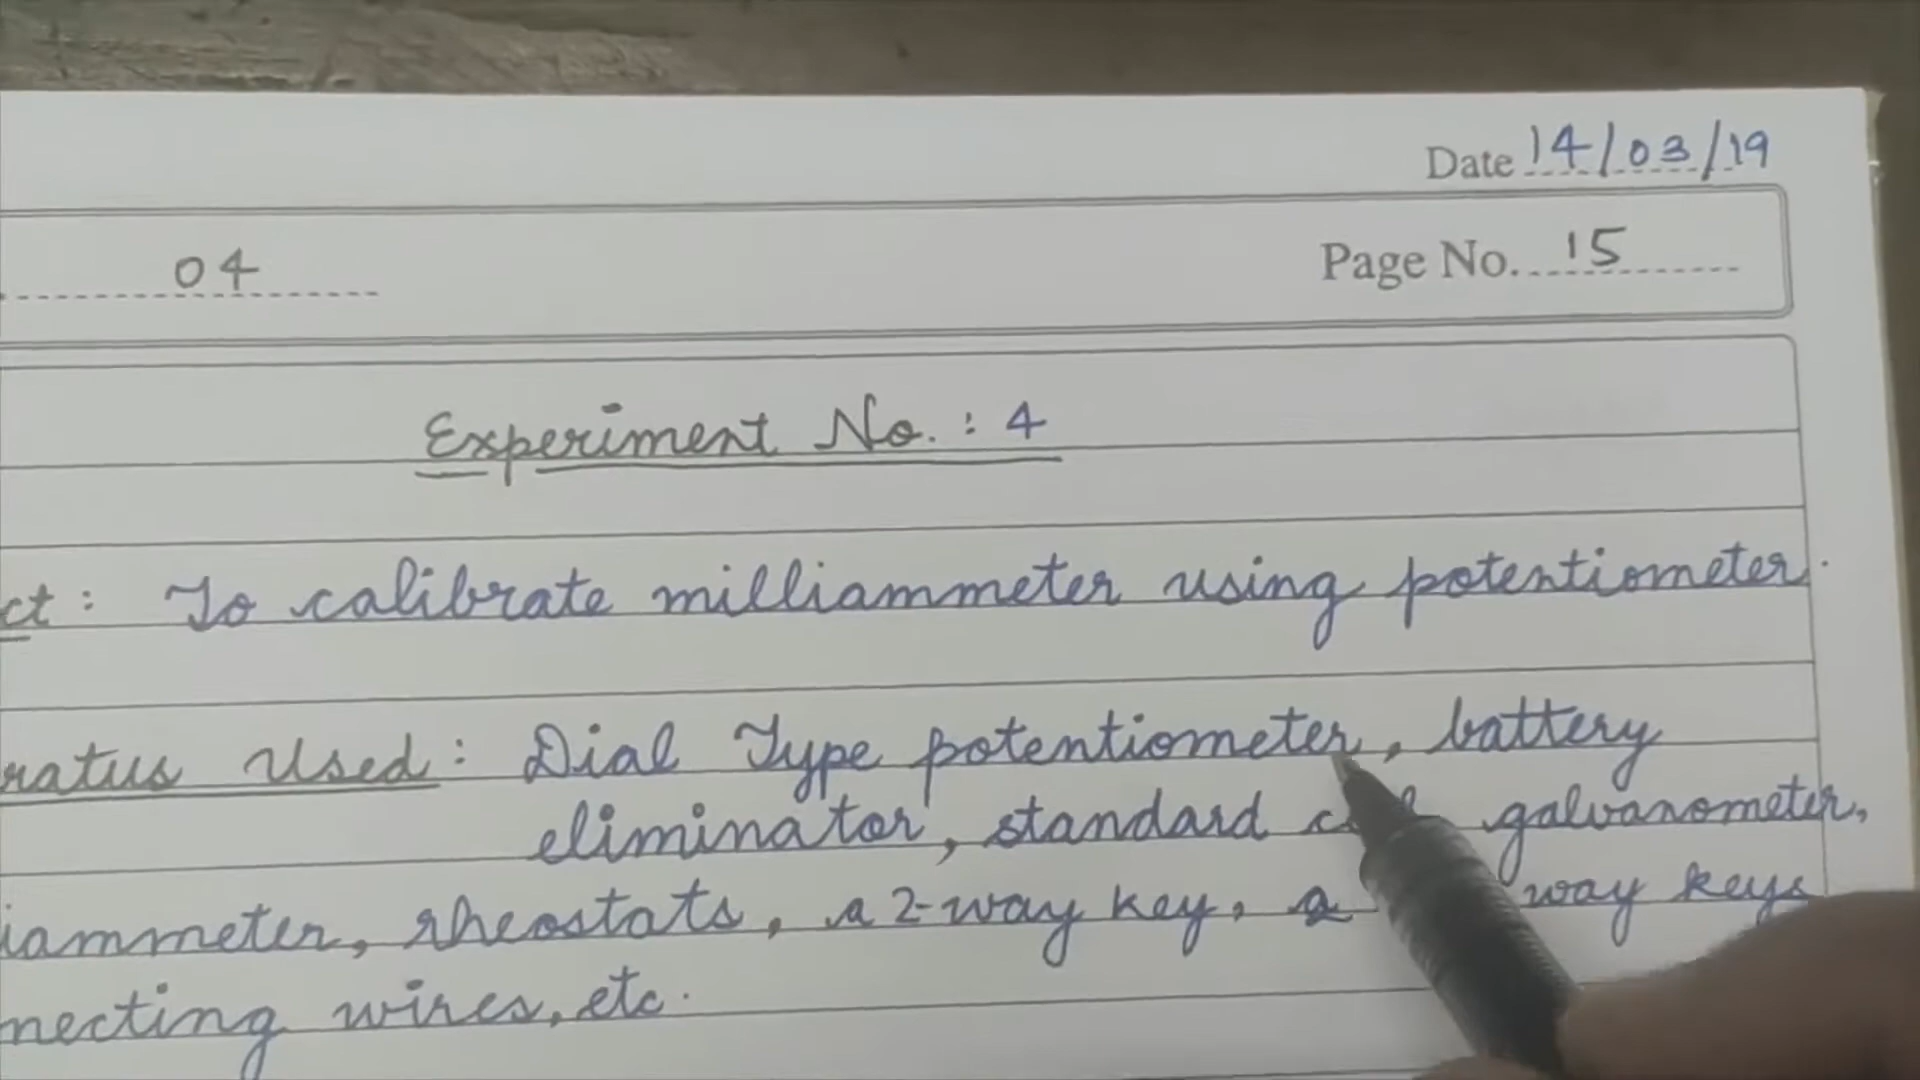 Date 14/03/19
04 Page No. 15
Experiment No. : 4
ct : To calibrate milliammeter using potentiometer.
ratus Used : Dial Type potentiometer, battery
eliminator, standard galvanometer,
iammeter, rheostats, a 2-way key, a way keys
necting wires, etc.